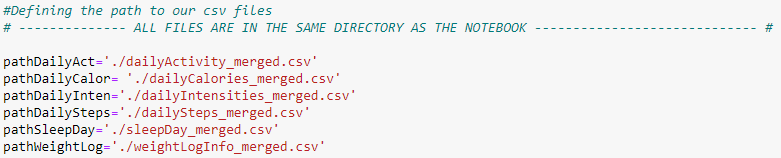 #Defining the path to our csv files
# -------------- ALL FILES ARE IN THE SAME DIRECTORY AS THE NOTEBOOK ----------------------------- #
pathDailyAct='./dailyActivity_merged.csv'
pathDailyCalor= './dailyCalories_merged.csv'
pathDailyInten='./dailyIntensities_merged.csv'
pathDailySteps='./dailySteps_merged.csv'
pathSleepDay='./sleepDay_merged.csv'
pathWeightLog='./weightLogInfo_merged.csv'